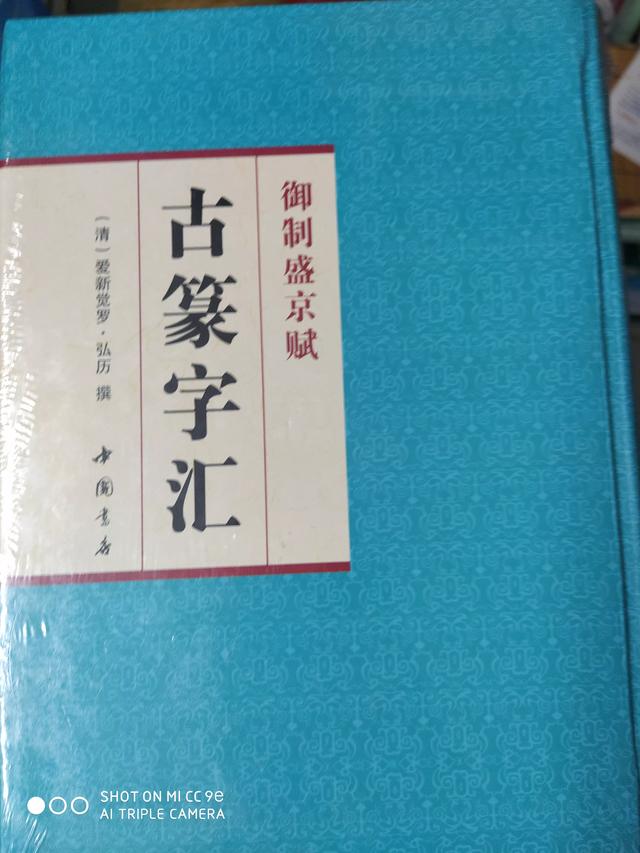 御制盛京赋
古篆字汇
（清）爱新觉罗·弘历 撰
中国书店
SHOT ON MI CC 9e
AI TRIPLE CAMERA